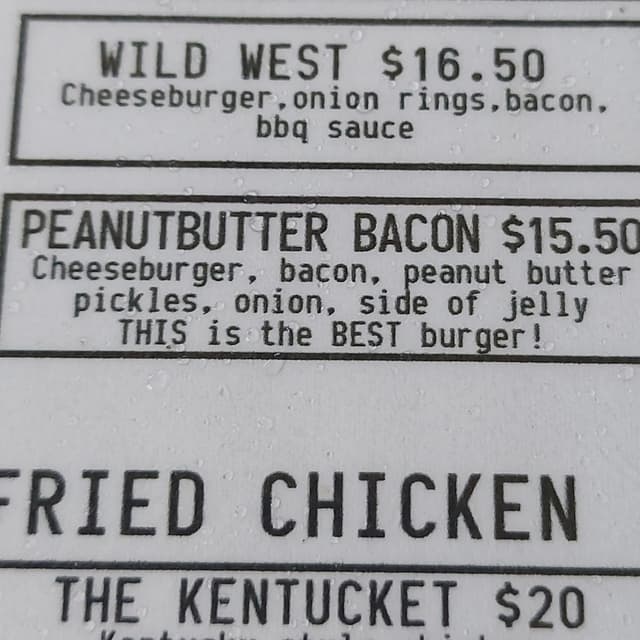 WILD WEST $16.50
Cheeseburger,onion rings,bacon,
bbq sauce
PEANUTBUTTER BACON $15.50
Cheeseburger, bacon, peanut butter
pickles, onion, side of jelly
THIS is the BEST burger!
FRIED CHICKEN
THE KENTUCKET $20